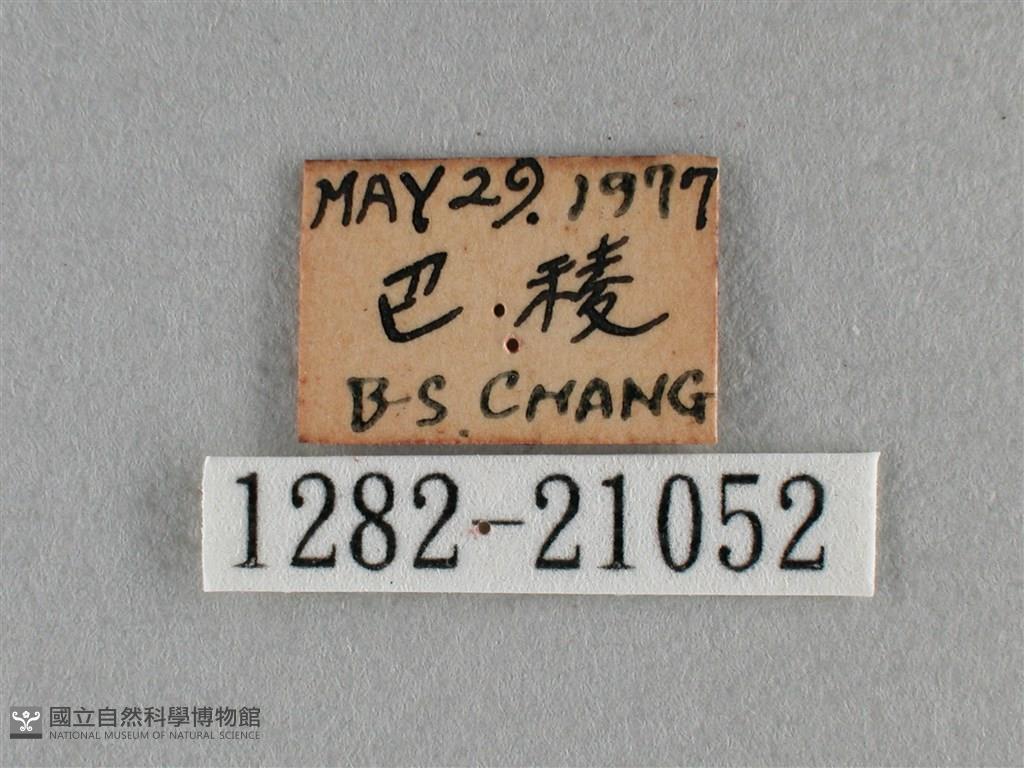 MAY 29. 1977
巴稜
B-S. CHANG
1282-21052
國立自然科學博物館
NATIONAL MUSEUM OF NATURAL SCIENCE